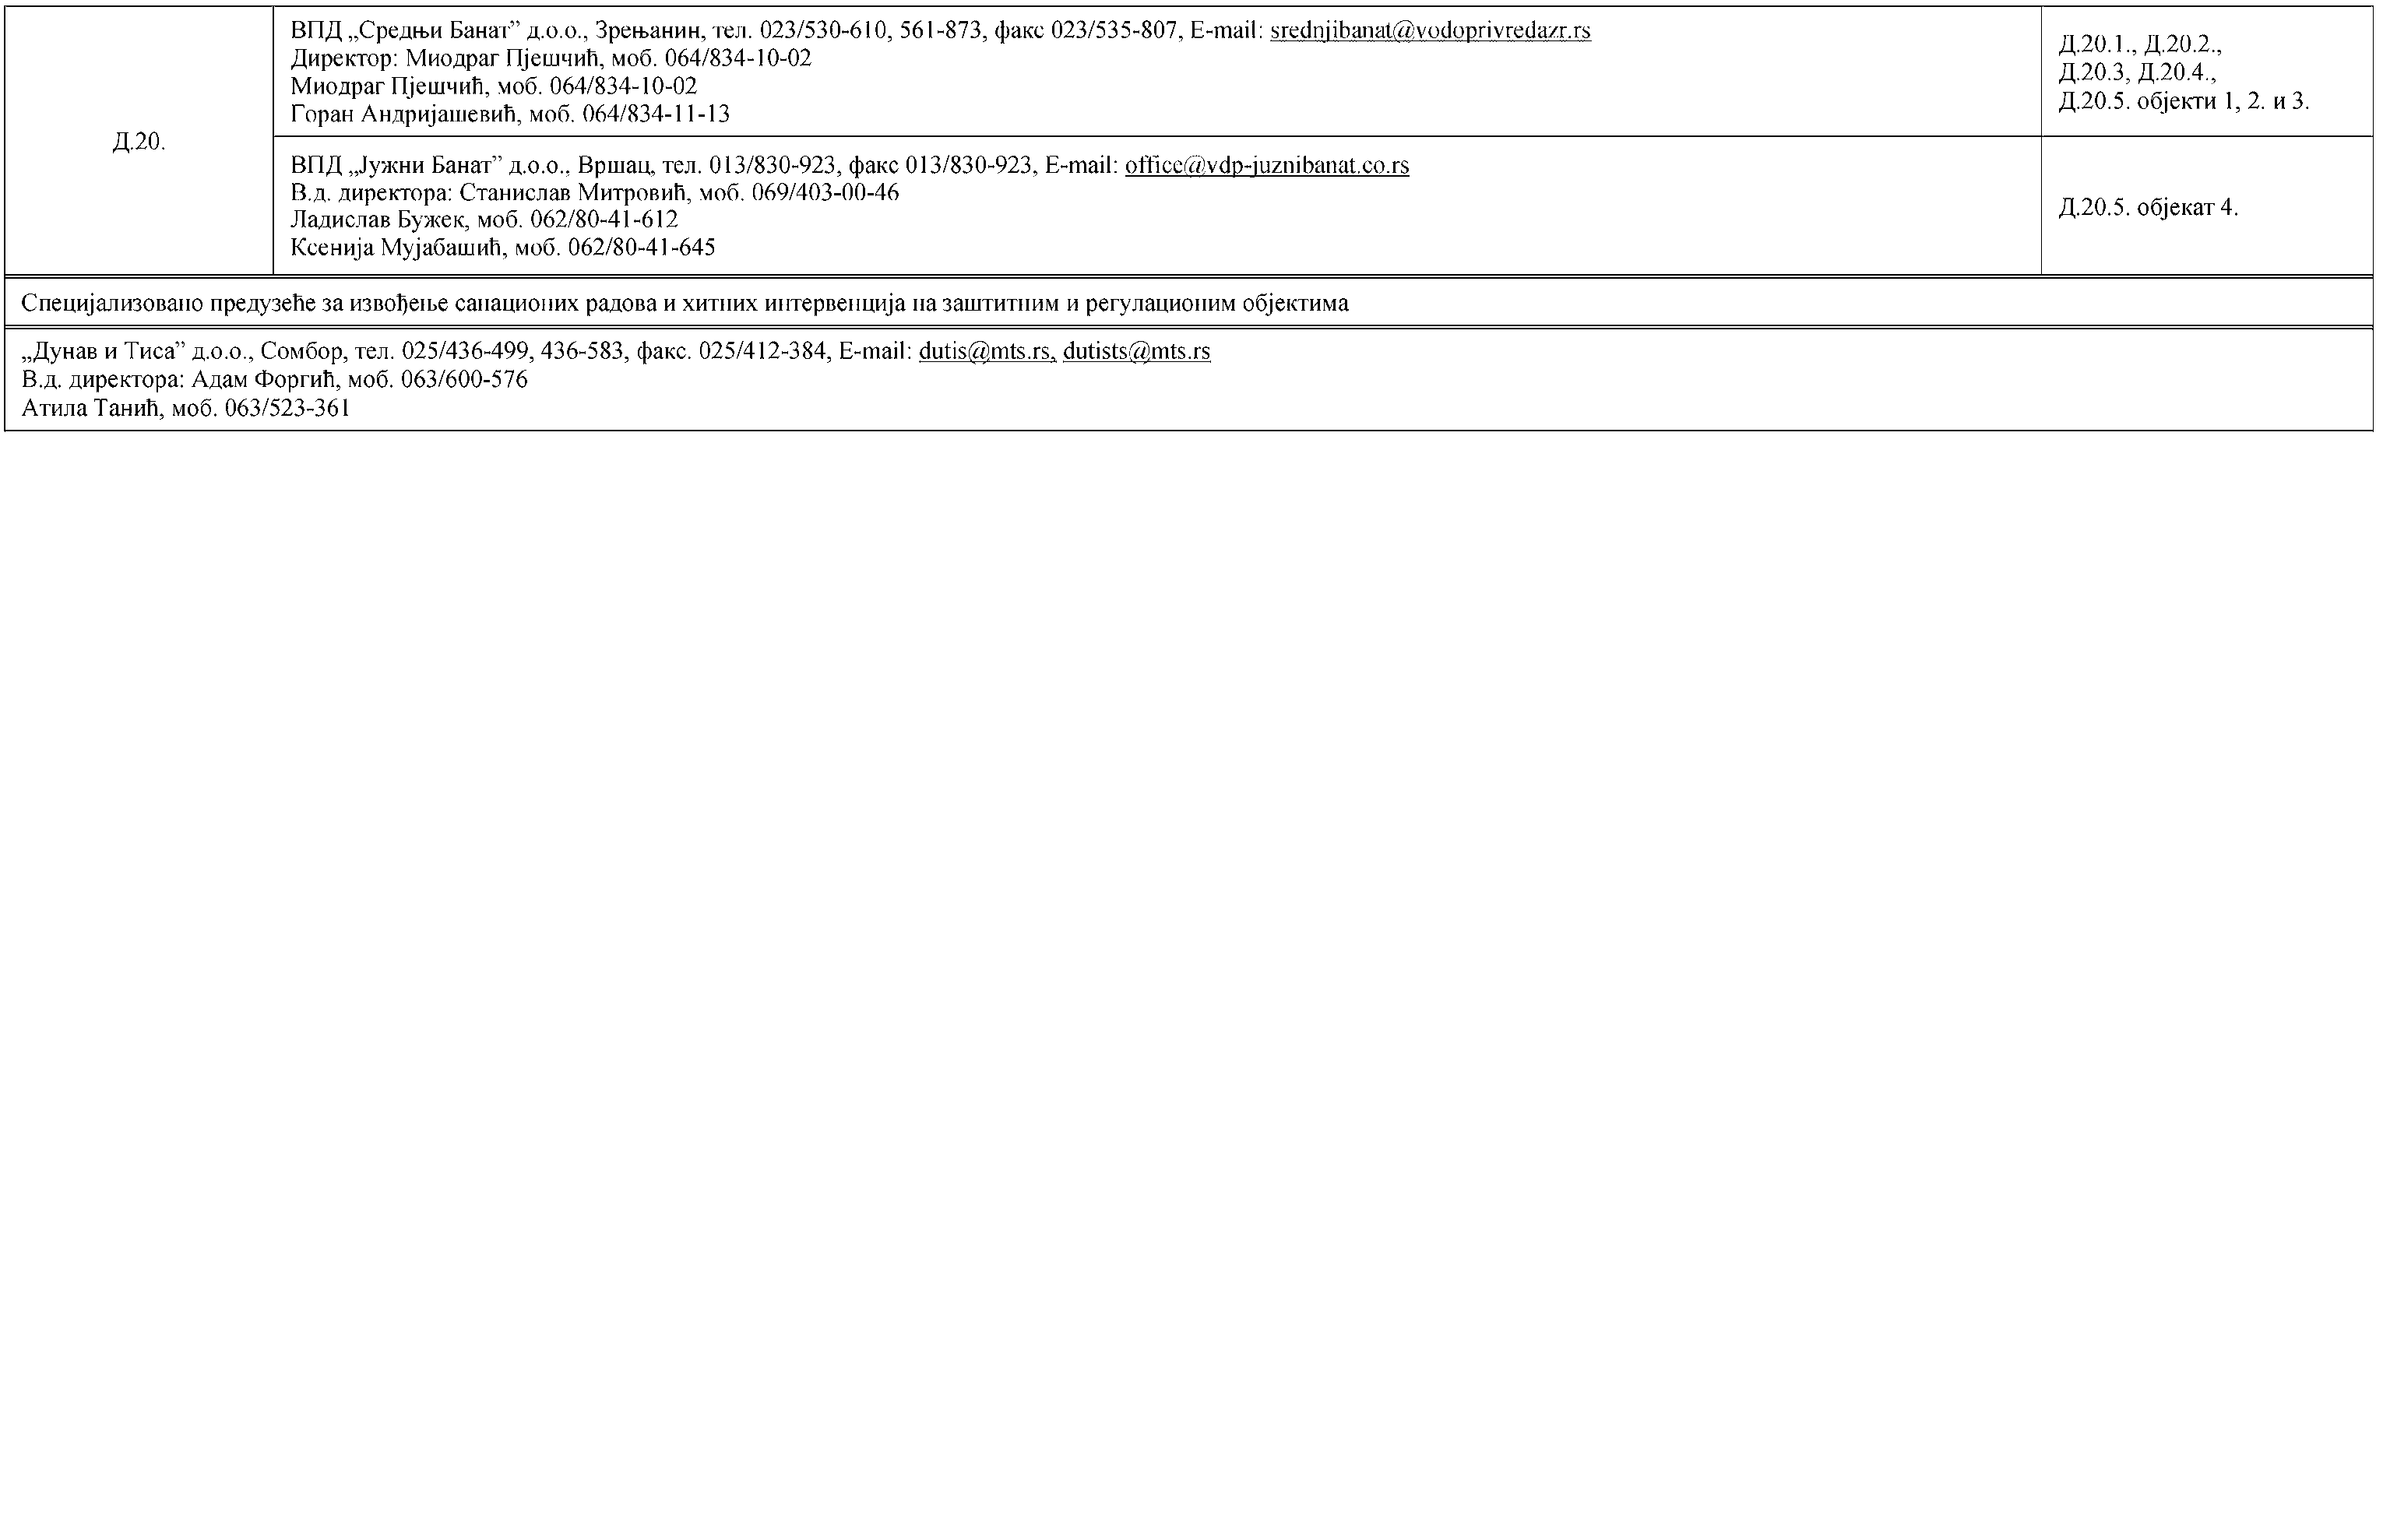 Д.20.
ВПД „Средњи Банат” д.о.о., Зрењанин, тел. 023/530-610, 561-873, факс 023/535-807, E-mail: srednjibanat@vodoprivredazr.rs
Директор: Миодраг Пјешчић, моб. 064/834-10-02
Миодраг Пјешчић, моб. 064/834-10-02
Горан Андријашевић, моб. 064/834-11-13
Д.20.1., Д.20.2.,
Д.20.3, Д.20.4.,
Д.20.5. објекти 1, 2. и 3.
ВПД „Јужни Банат” д.о.о., Вршац, тел. 013/830-923, факс 013/830-923, E-mail: office@vdp-juznibanat.co.rs
В.д. директора: Станислав Митровић, моб. 069/403-00-46
Ладислав Бужек, моб. 062/80-41-612
Ксенија Мујабашић, моб. 062/80-41-645
Д.20.5. објекат 4.
Специјализовано предузеће за извођење санационих радова и хитних интервенција на заштитним и регулационим објектима
„Дунав и Тиса” д.о.о., Сомбор, тел. 025/436-499, 436-583, факс. 025/412-384, E-mail: dutis@mts.rs, dutists@mts.rs
В.д. директора: Адам Форгић, моб. 063/600-576
Атила Танић, моб. 063/523-361